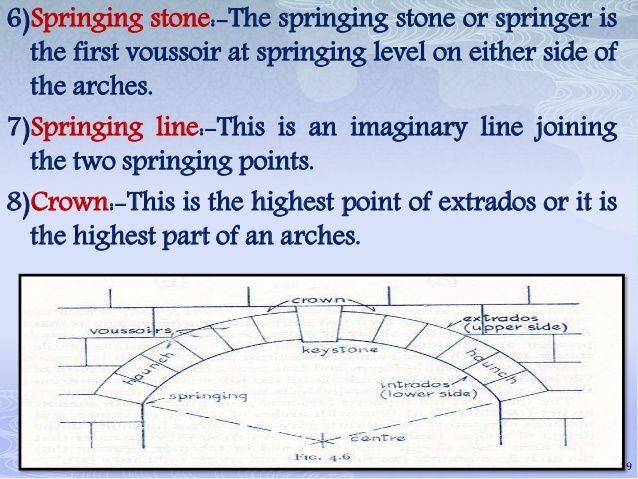 6)Springing stone:-The springing stone or springer is
the first voussoir at springing level on either side of
the arches.
7)Springing line:-This is an imaginary line joining
the two springing points.
8)Crown:-This is the highest point of extrados or it is
the highest part of an arches.
crown
voussoirs
extrados
(upper side)
keystone
haunch
haunch
springing
intrados
(lower side)
centre
FIG. 4.6
9